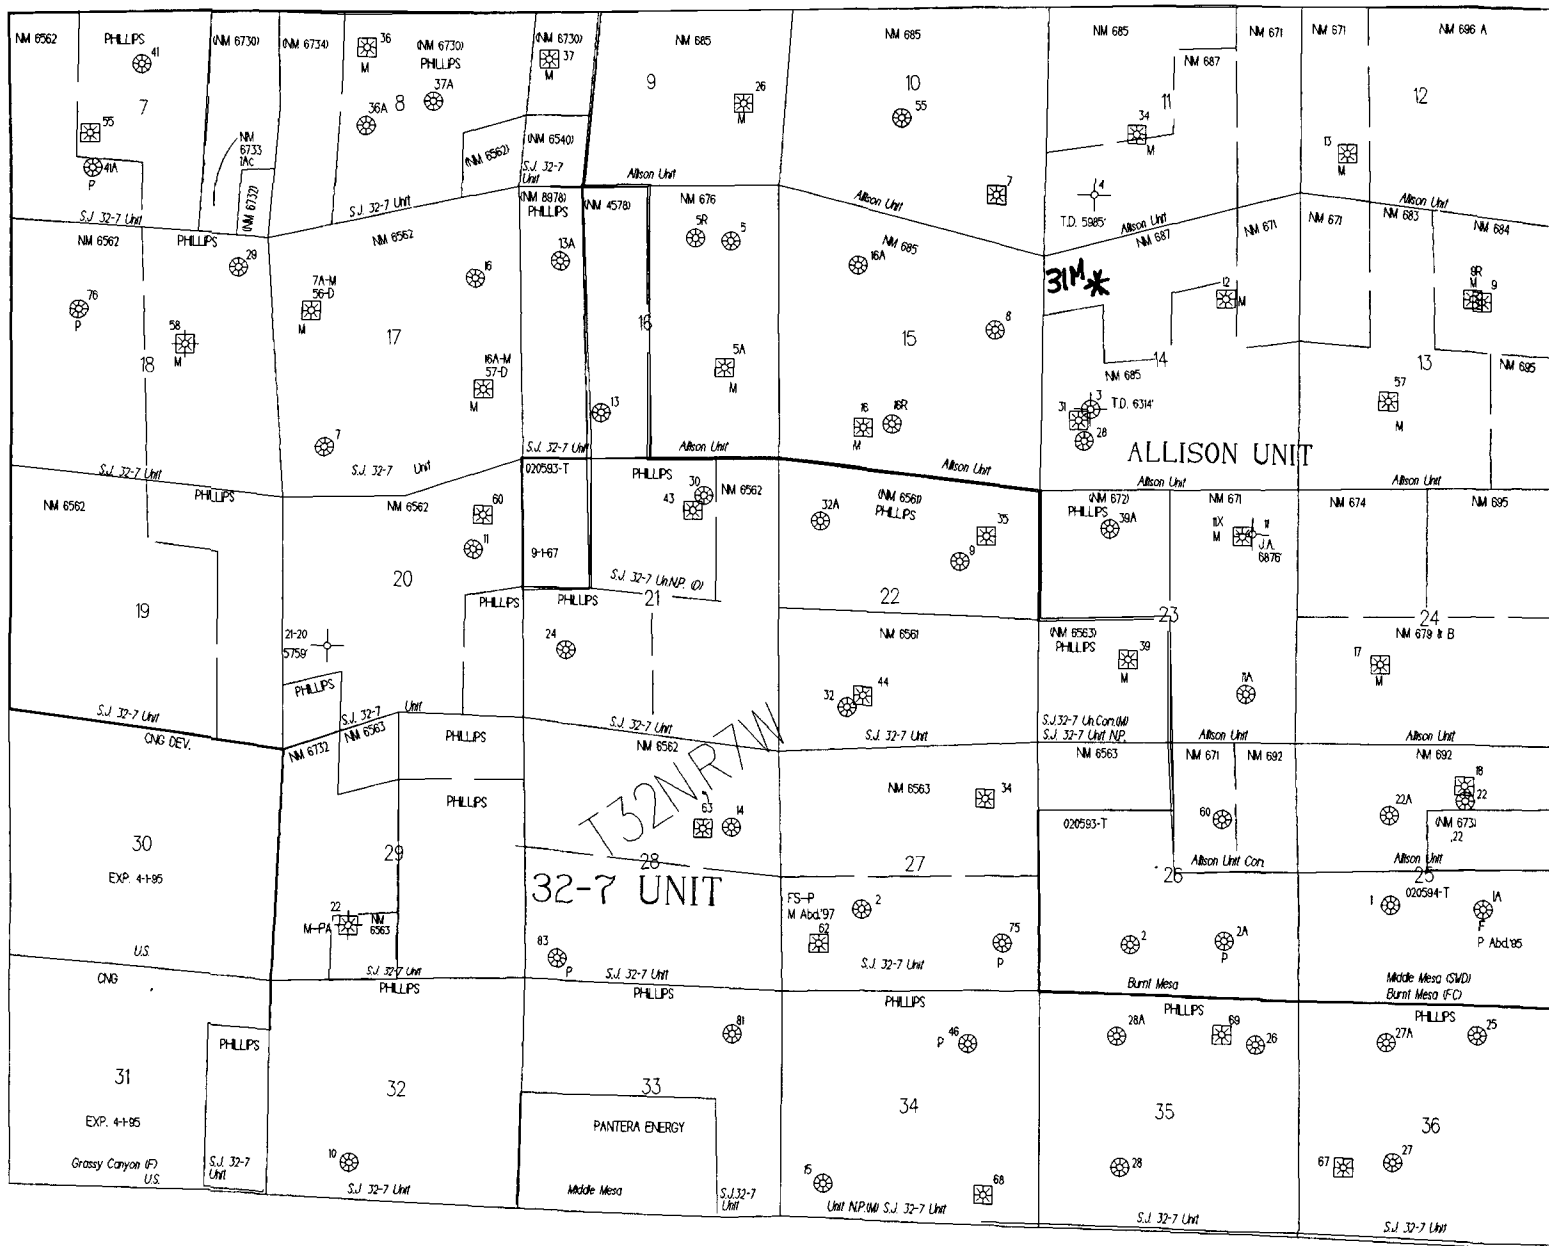 NM 6562
PHILLIPS
41
7
55
41A
P
S.J. 32-7 Unit
(NM 6730)
NM
6733
1Ac
(NM 6732)
(NM 6734)
36
M
(NM 6730)
PHILLIPS
37A
36A
8
(NM 6562)
S.J. 32-7 Unit
(NM 6730)
37
M
(NM 6540)
S.J. 32-7
Unit
NM 685
9
26
M
Allison Unit
NM 685
10
55
7
Allison Unit
NM 685
NM 687
11
34
M
4
T.D. 5985'
Allison Unit
NM 671
NM 671
NM 696 A
12
13
M
Allison Unit
NM 6562
PHILLIPS
29
76
P
58
M
18
S.J. 32-7 Unit
NM 6562
7A-M
56-D
M
16
17
16A-M
57-D
M
7
S.J. 32-7 Unit
(NM 8978)
PHILLIPS
13A
(NM 4578)
13
S.J. 32-7 Unit
NM 676
5R
5
16
5A
M
Allison Unit
NM 685
16A
8
15
16
M
16R
Allison Unit
31M *
NM 687
NM 671
12
M
14
NM 685
3
T.D. 6314'
31
28
ALLISON UNIT
Allison Unit
NM 671
NM 683
NM 684
9R
M
9
13
NM 695
57
M
Allison Unit
NM 6562
PHILLIPS
19
S.J. 32-7 Unit
NM 6562
60
11
20
PHILLIPS
21-20
5759'
PHILLIPS
S.J. 32-7 Unit
020593-T
9-1-67
PHILLIPS
30
43
NM 6562
S.J. 32-7 Un.N.P. (D)
PHILLIPS
21
24
S.J. 32-7 Unit
32A
(NM 6561)
PHILLIPS
35
9
22
NM 6561
44
32
S.J. 32-7 Unit
(NM 672)
PHILLIPS
39A
NM 671
11X
M
11
J.A.
6876'
23
(NM 6563)
PHILLIPS
39
M
11A
S.J.32-7 Un.Com.(M)
S.J. 32-7 Unit N.P.
Allison Unit
NM 674
NM 695
24
NM 679 & B
17
M
Allison Unit
CNG DEV.
30
EXP. 4-1-95
U.S.
NM 6732
NM 6563
PHILLIPS
PHILLIPS
29
22
M-PA
NM
6563
S.J. 32-7 Unit
T32N,R7W
NM 6562
63
14
28
32-7 UNIT
83
P
S.J. 32-7 Unit
NM 6563
34
27
FS-P
M Abd.'97
62
2
75
P
S.J. 32-7 Unit
NM 6563
NM 671
NM 692
020593-T
60
Allison Unit Com.
26
2
2A
P
Burnt Mesa
NM 692
18
22
22A
(NM 673)
22
Allison Unit
25
020594-T
1
1A
F
P Abd.'85
Middle Mesa (SWD)
Burnt Mesa (FC)
CNG
PHILLIPS
31
EXP. 4-1-95
Grassy Canyon (F)
U.S.
S.J. 32-7
Unit
PHILLIPS
32
10
S.J. 32-7 Unit
PHILLIPS
81
33
PANTERA ENERGY
Middle Mesa
S.J.32-7
Unit
PHILLIPS
P
46
34
15
68
Unit N.P.(M) S.J. 32-7 Unit
PHILLIPS
28A
69
26
35
28
S.J. 32-7 Unit
PHILLIPS
27A
25
36
67
27
S.J. 32-7 Unit